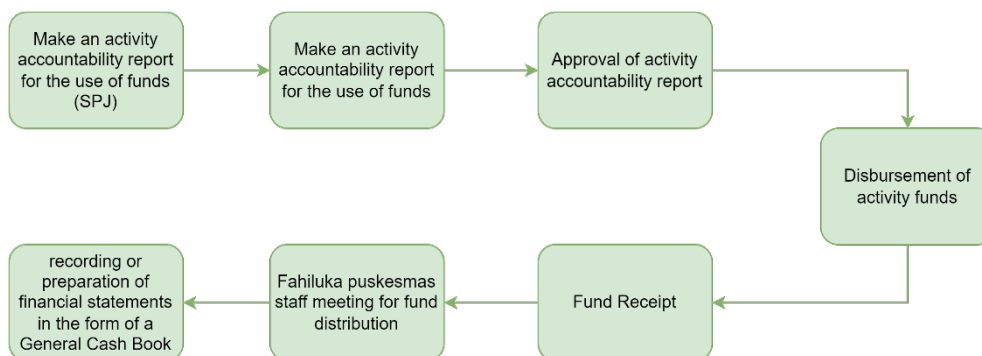 Make an activity
accountability report
for the use of funds
(SPJ)
Make an activity
accountability report
for the use of funds
Approval of activity
accountability report
Disbursement of
activity funds
Fund Receipt
Fahiluka puskesmas
staff meeting for fund
distribution
recording or
preparation of
financial statements
in the form of a
General Cash Book